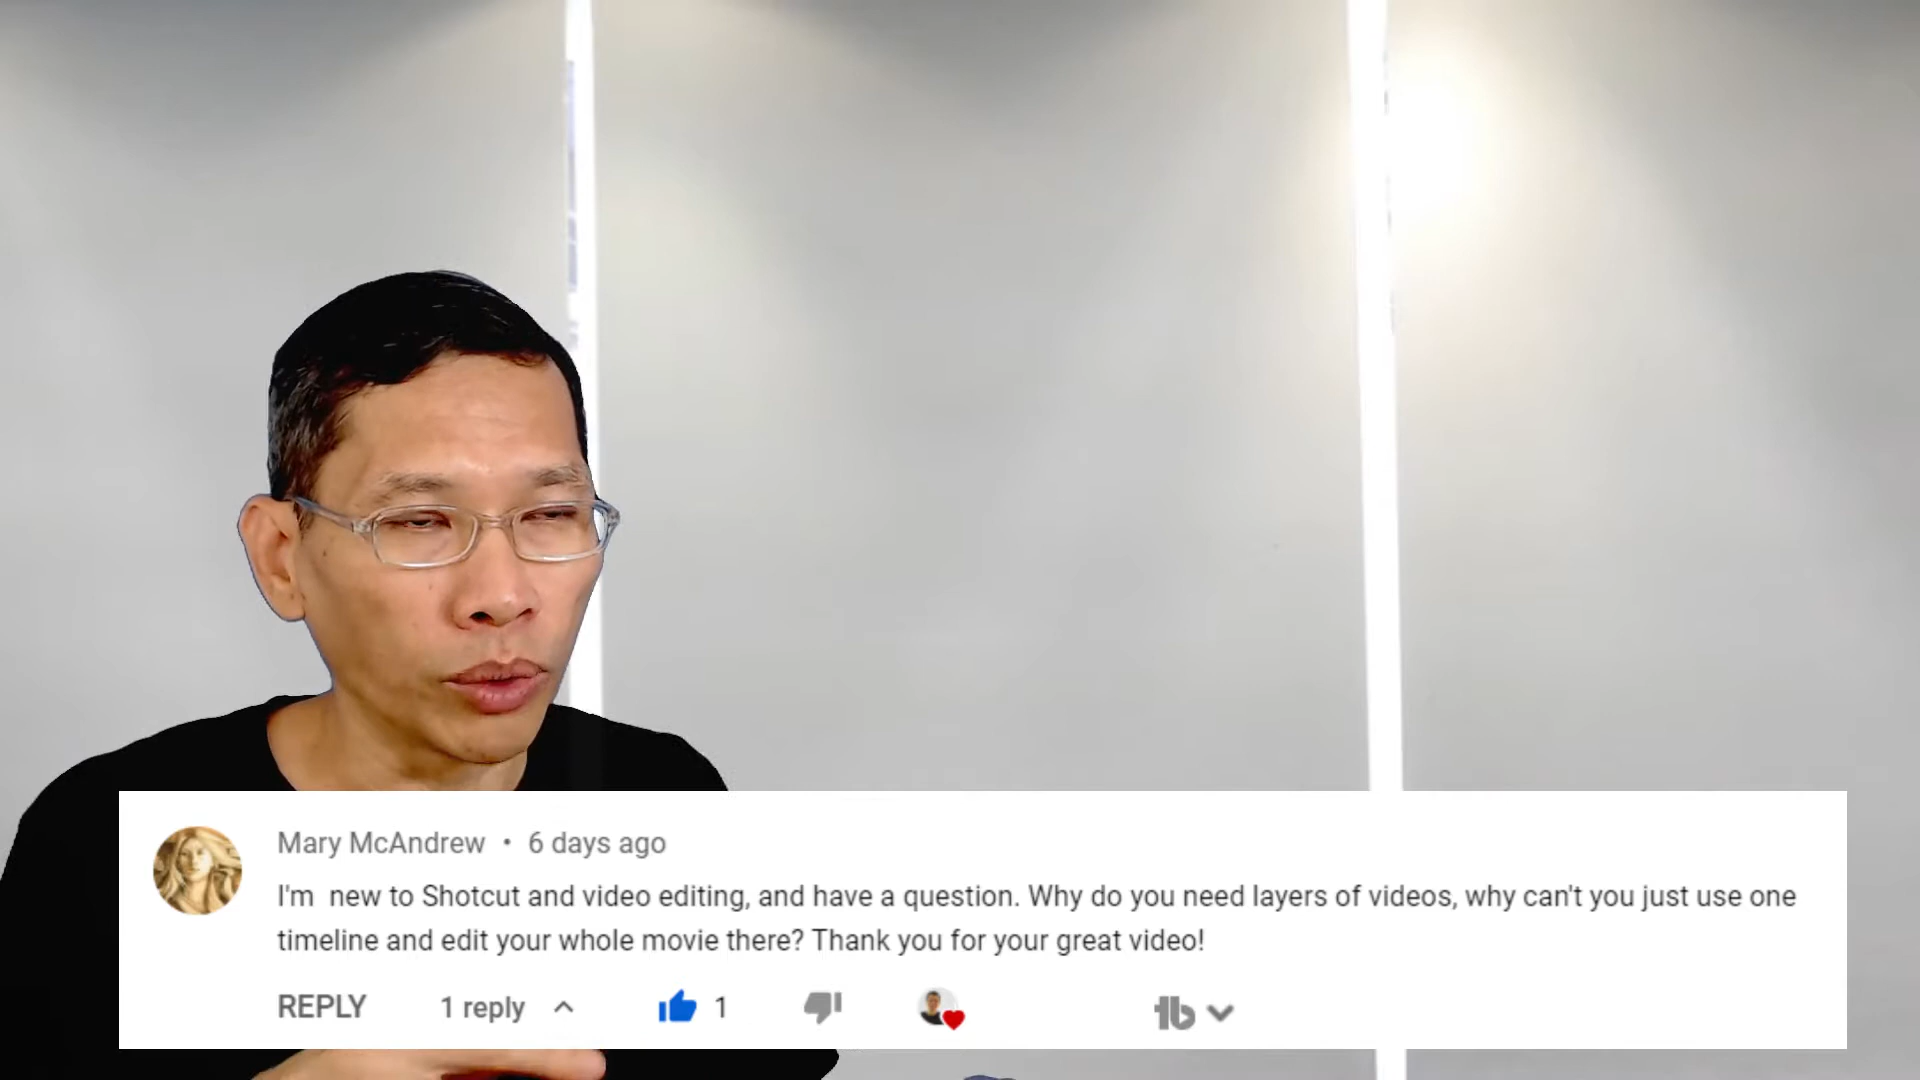 Mary McAndrew • 6 days ago
I'm  new to Shotcut and video editing, and have a question. Why do you need layers of videos, why can't you just use one
timeline and edit your whole movie there? Thank you for your great video!
REPLY 1 reply 1 tb